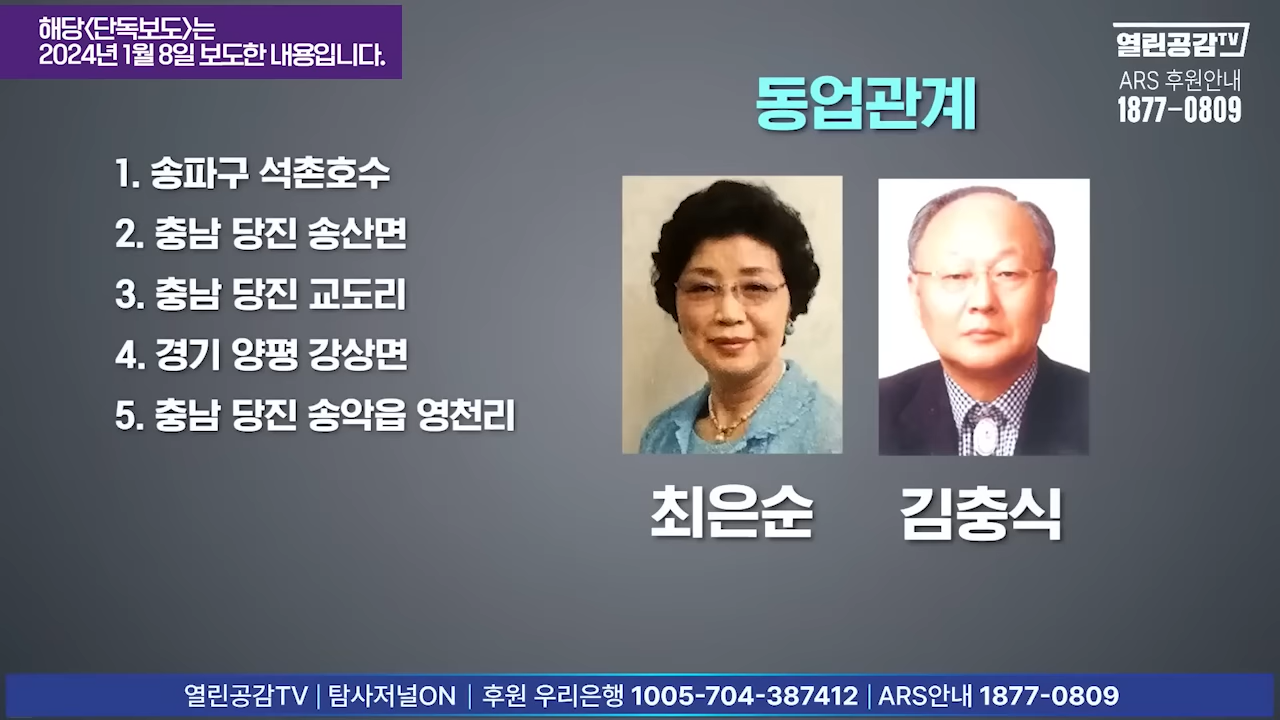 해당<단독보도>는
2024년 1월 8일 보도한 내용입니다.
열린공감TV
ARS 후원안내
1877-0809
동업관계
1. 송파구 석촌호수
2. 충남 당진 송산면
3. 충남 당진 교도리
4. 경기 양평 강상면
5. 충남 당진 송악읍 영천리
최은순
김충식
열린공감TV | 탐사저널ON | 후원 우리은행 1005-704-387412 | ARS안내 1877-0809